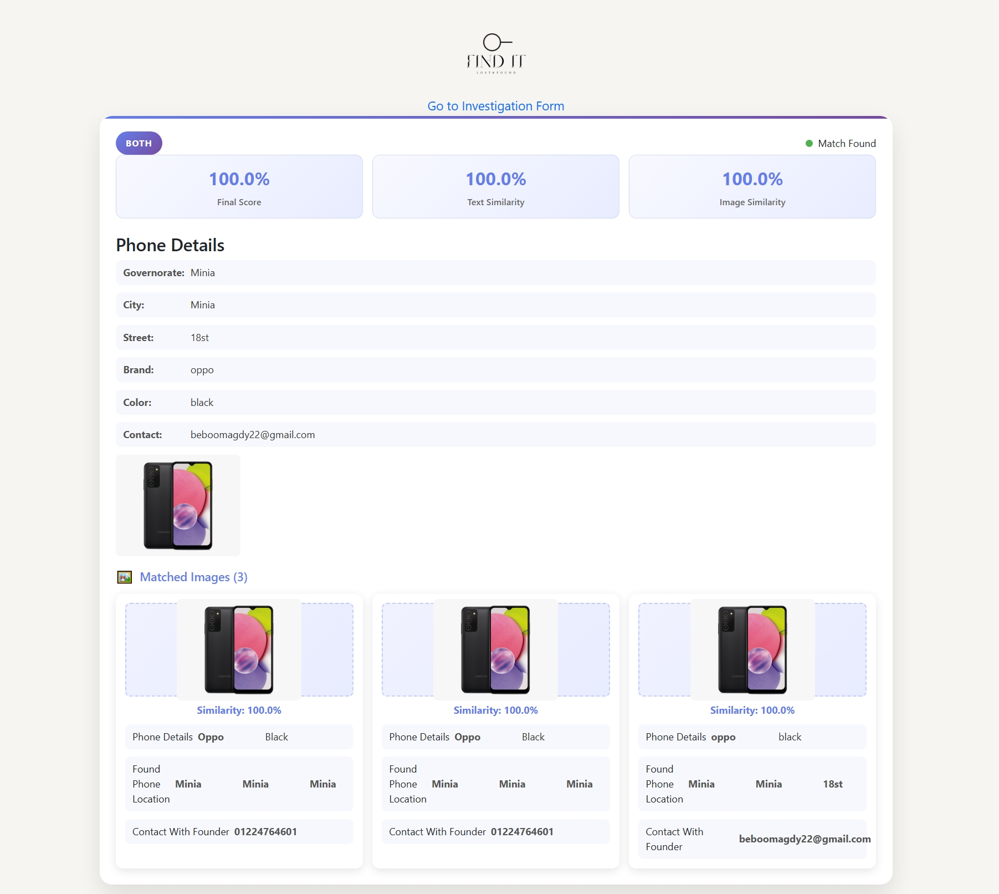 FIND IT
LOST&FOUND
Go to Investigation Form
BOTH
Match Found
100.0%
Final Score
100.0%
Text Similarity
100.0%
Image Similarity
Phone Details
Governorate: Minia
City: Minia
Street: 18st
Brand: oppo
Color: black
Contact: beboomagdy22@gmail.com
SAMSUNG
Matched Images (3)
SAMSUNG
Similarity: 100.0%
Phone Details Oppo Black
Found
Phone Minia Minia Minia
Location
Contact With Founder 01224764601
SAMSUNG
Similarity: 100.0%
Phone Details Oppo Black
Found
Phone Minia Minia Minia
Location
Contact With Founder 01224764601
SAMSUNG
Similarity: 100.0%
Phone Details oppo black
Found
Phone Minia Minia 18st
Location
Contact With
Founder beboomagdy22@gmail.com